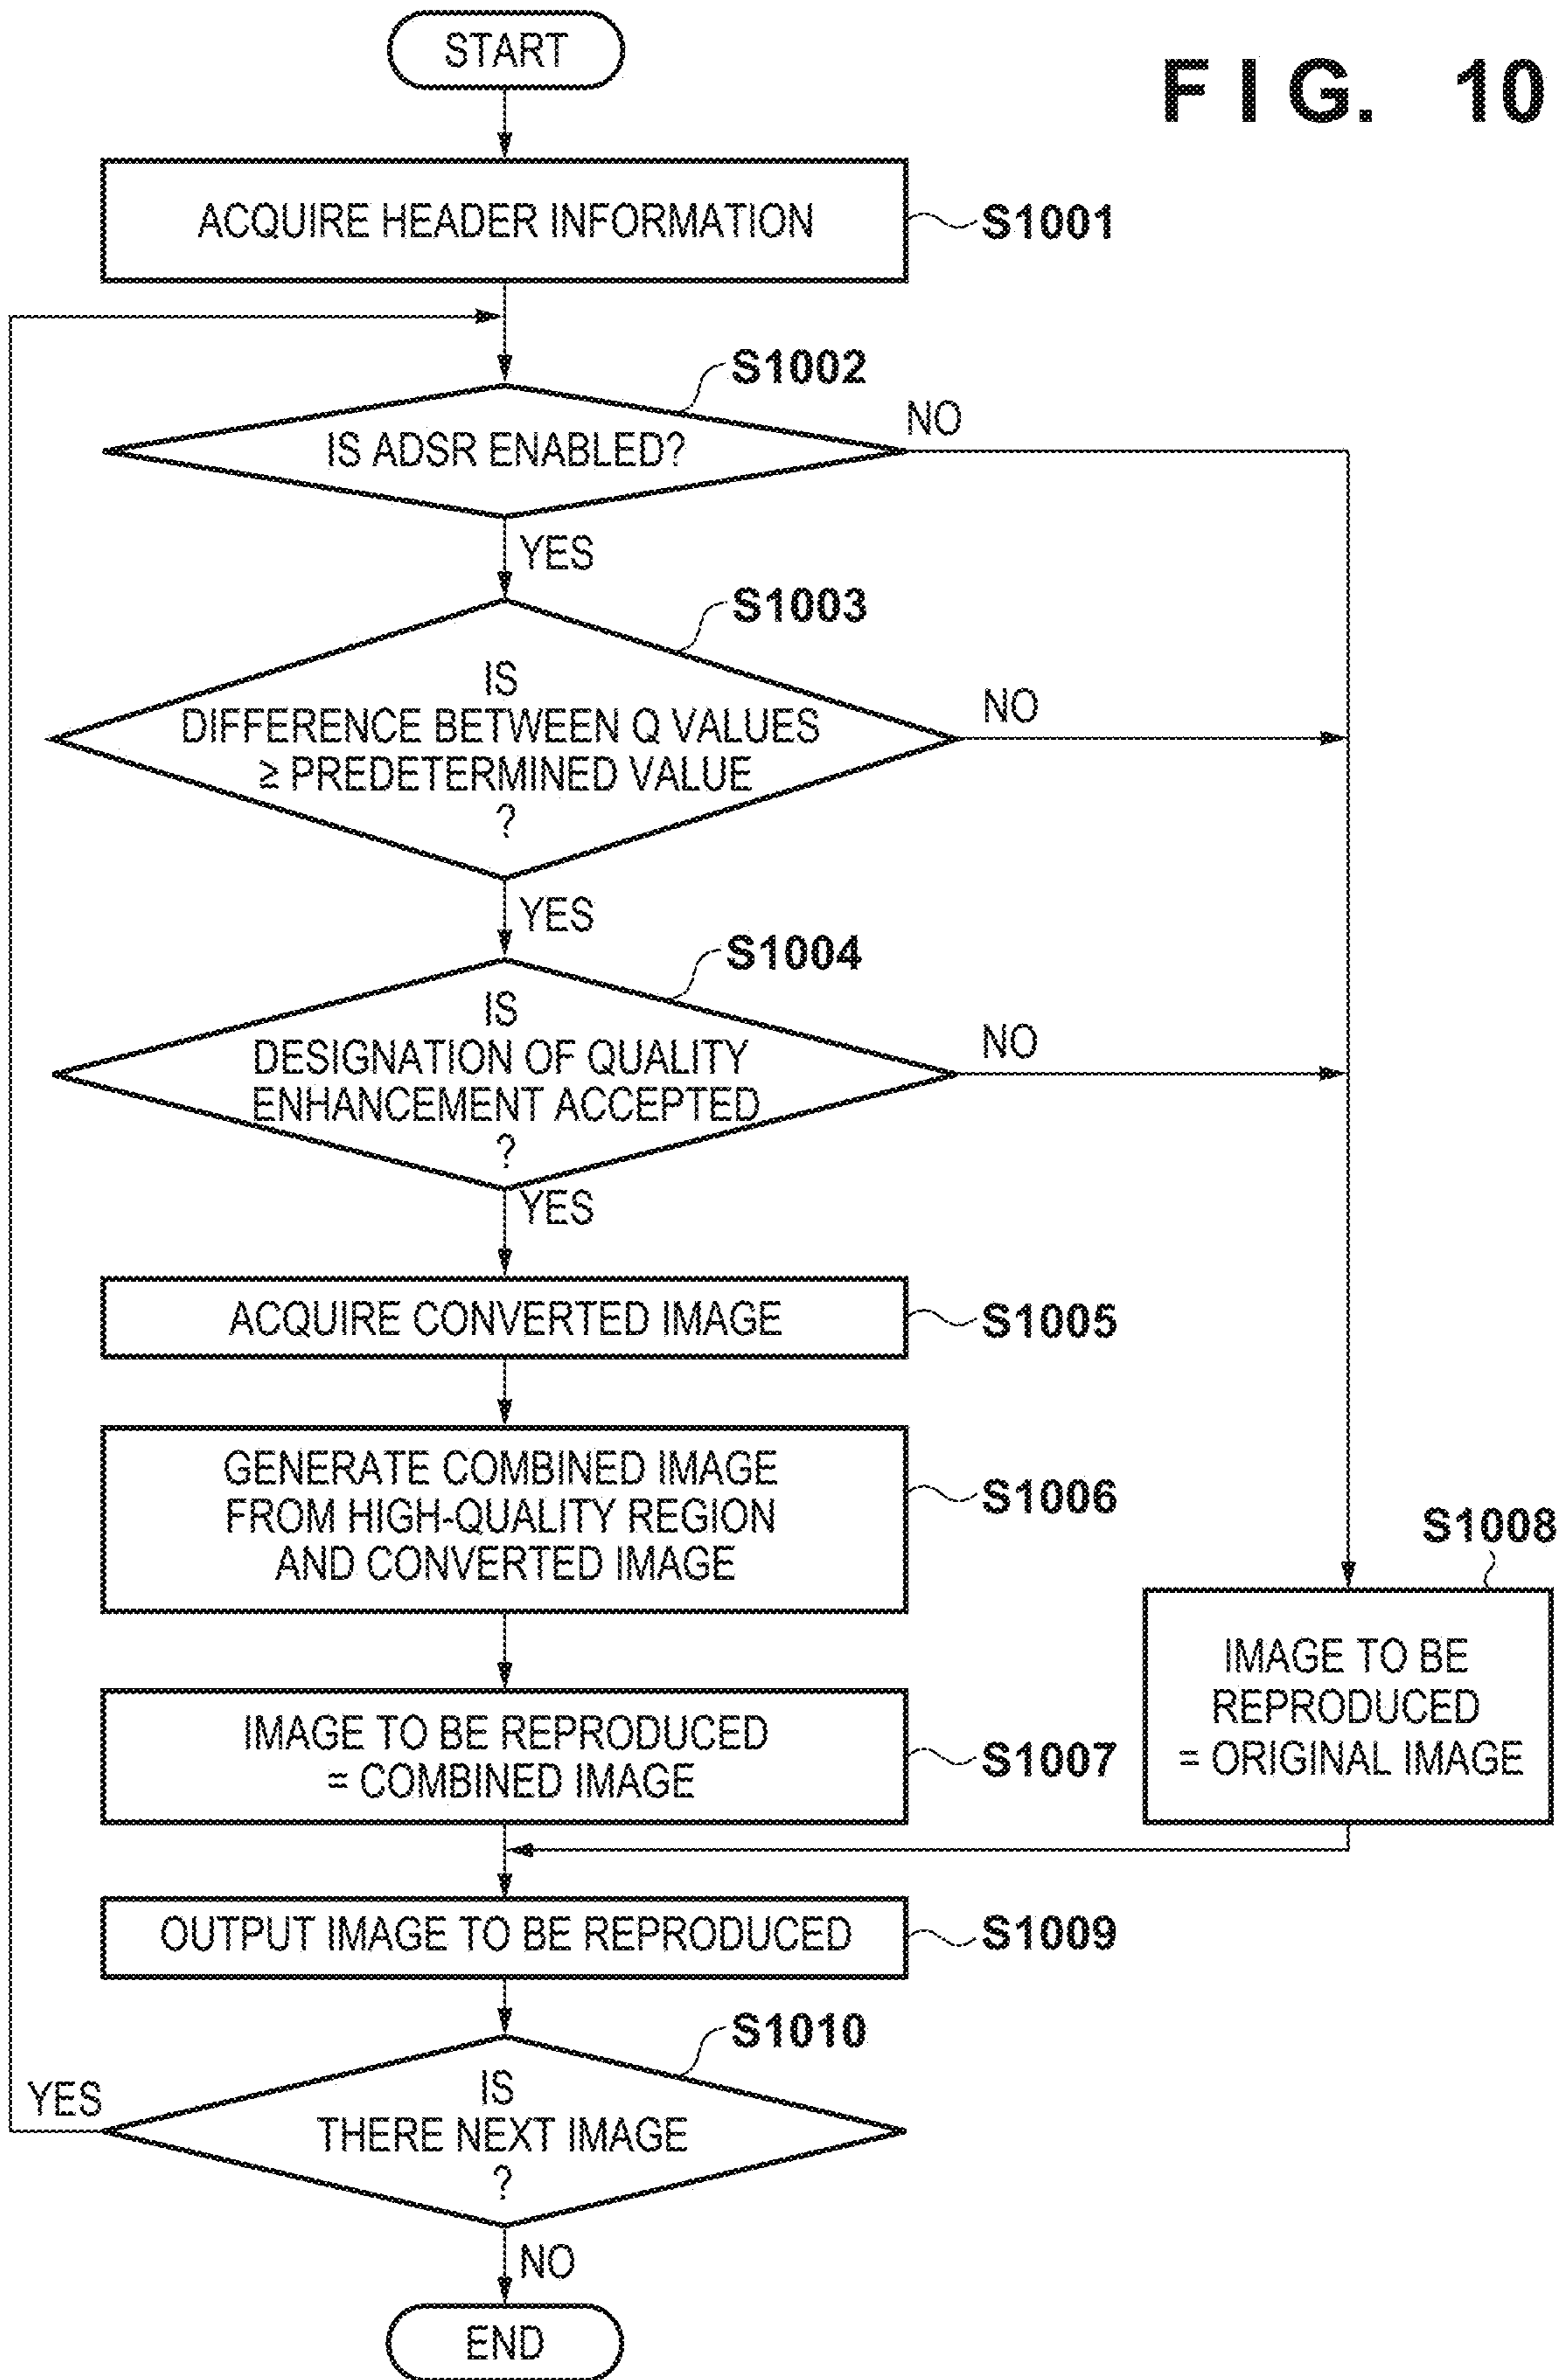 FIG. 10
START
ACQUIRE HEADER INFORMATION
S1001
S1002
IS ADSR ENABLED?
NO
YES
S1003
IS
DIFFERENCE BETWEEN Q VALUES
≥ PREDETERMINED VALUE
?
NO
YES
S1004
IS
DESIGNATION OF QUALITY
ENHANCEMENT ACCEPTED
?
NO
YES
ACQUIRE CONVERTED IMAGE
S1005
GENERATE COMBINED IMAGE
FROM HIGH-QUALITY REGION
AND CONVERTED IMAGE
S1006
S1008
IMAGE TO BE
REPRODUCED
= ORIGINAL IMAGE
IMAGE TO BE REPRODUCED
= COMBINED IMAGE
S1007
OUTPUT IMAGE TO BE REPRODUCED
S1009
S1010
IS
THERE NEXT IMAGE
?
YES
NO
END